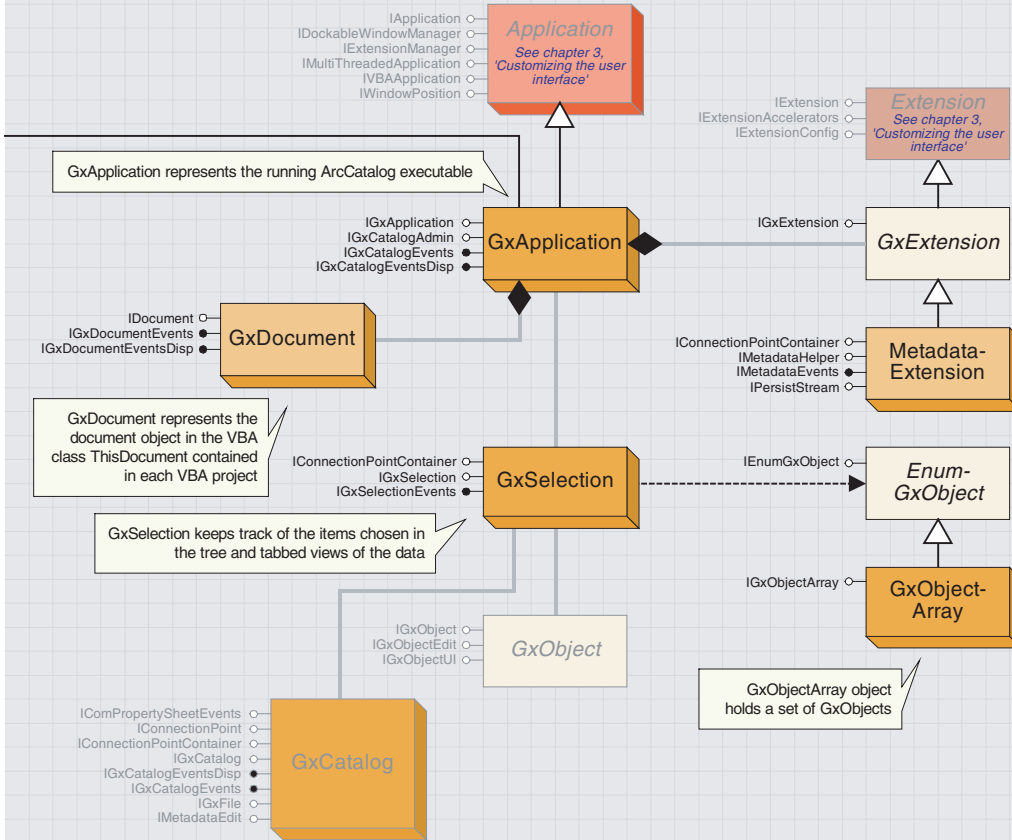 IApplication
IDockableWindowManager
IExtensionManager
IMultiThreadedApplication
IVBAApplication
IWindowPosition
Application
See chapter 3,
'Customizing the user
interface'
IExtension
IExtensionAccelerators
IExtensionConfig
Extension
See chapter 3,
'Customizing the user
interface'
GxApplication represents the running ArcCatalog executable
IGxApplication
IGxCatalogAdmin
IGxCatalogEvents
IGxCatalogEventsDisp
GxApplication
IGxExtension
GxExtension
IDocument
IGxDocumentEvents
IGxDocumentEventsDisp
GxDocument
IConnectionPointContainer
IMetadataHelper
IMetadataEvents
IPersistStream
Metadata-
Extension
GxDocument represents the
document object in the VBA
class ThisDocument contained
in each VBA project
IConnectionPointContainer
IGxSelection
IGxSelectionEvents
GxSelection
IEnumGxObject
Enum-
GxObject
GxSelection keeps track of the items chosen in
the tree and tabbed views of the data
IGxObjectArray
GxObject-
Array
IGxObject
IGxObjectEdit
IGxObjectUI
GxObject
GxObjectArray object
holds a set of GxObjects
IComPropertySheetEvents
IConnectionPoint
IConnectionPointContainer
IGxCatalog
IGxCatalogEventsDisp
IGxCatalogEvents
IGxFile
IMetadataEdit
GxCatalog